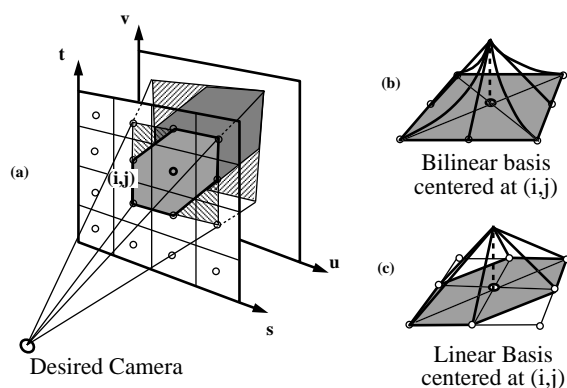 v
t
(a)
(i,j)
u
s
Desired Camera
(b)
Bilinear basis
centered at (i,j)
(c)
Linear Basis
centered at (i,j)